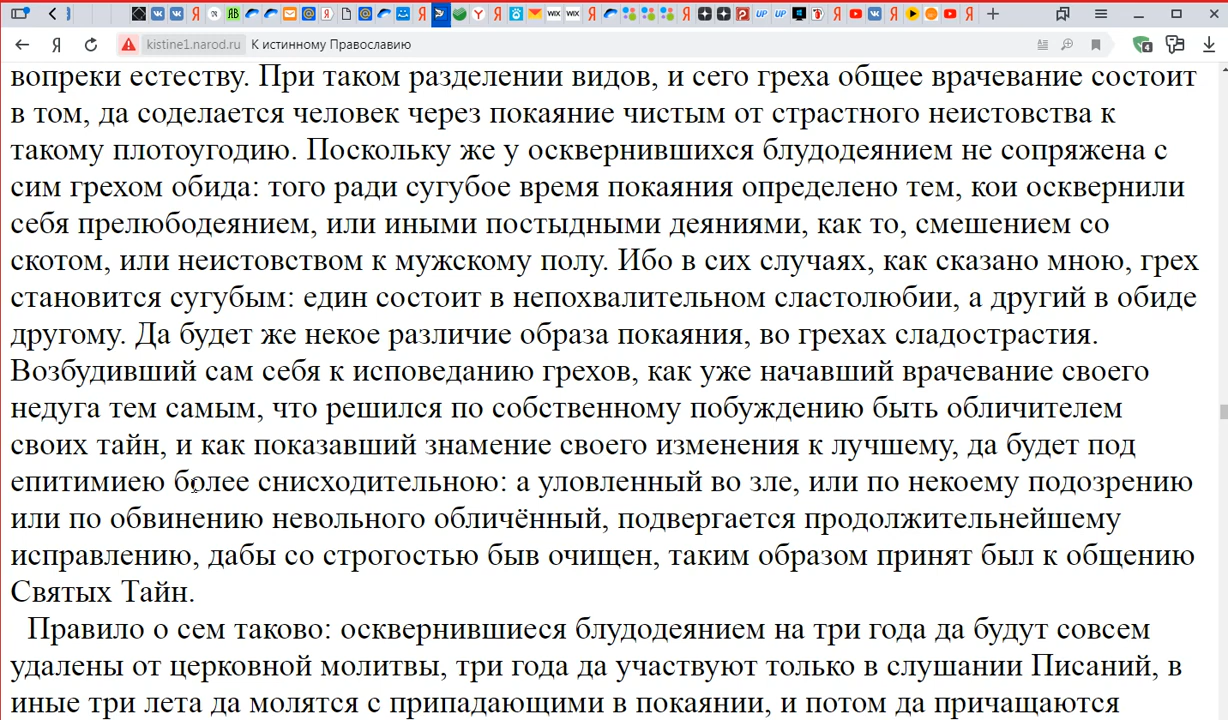 kistine1.narod.ru К истинному Православию
вопреки естеству. При таком разделении видов, и сего греха общее врачевание состоит
в том, да соделается человек через покаяние чистым от страстного неистовства к
такому плотоугодию. Поскольку же у осквернившихся блудодеянием не сопряжена с
сим грехом обида: того ради сугубое время покаяния определено тем, кои осквернили
себя прелюбодеянием, или иными постыдными деяниями, как то, смешением со
скотом, или неистовством к мужскому полу. Ибо в сих случаях, как сказано мною, грех
становится сугубым: един состоит в непохвалительном сластолюбии, а другий в обиде
другому. Да будет же некое различие образа покаяния, во грехах сладострастия.
Возбудивший сам себя к исповеданию грехов, как уже начавший врачевание своего
недуга тем самым, что решился по собственному побуждению быть обличителем
своих тайн, и как показавший знамение своего изменения к лучшему, да будет под
епитимиею более снисходительною: а уловленный во зле, или по некоему подозрению
или по обвинению невольного обличённый, подвергается продолжительнейшему
исправлению, дабы со строгостью быв очищен, таким образом принят был к общению
Святых Тайн.
Правило о сем таково: осквернившиеся блудодеянием на три года да будут совсем
удалены от церковной молитвы, три года да участвуют только в слушании Писаний, в
иные три лета да молятся с припадающими в покаянии, и потом да причащаются